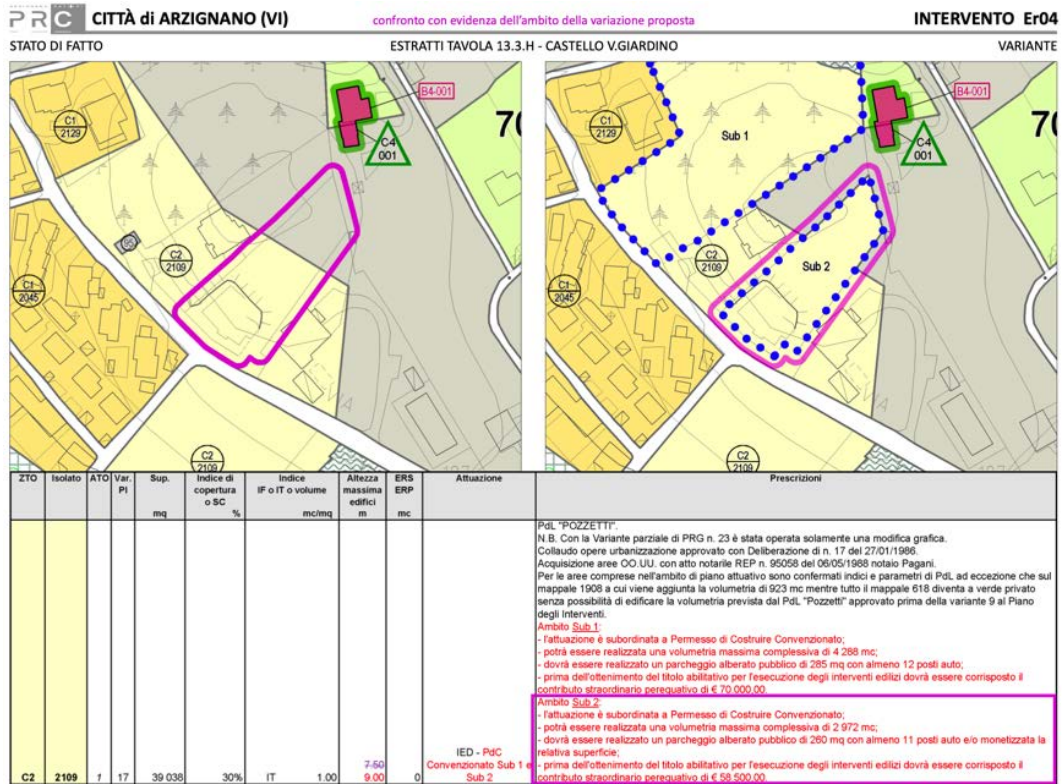 PRC CITTÀ di ARZIGNANO (VI) confronto con evidenza dell'ambito della variazione proposta INTERVENTO Er04
STATO DI FATTO ESTRATTI TAVOLA 13.3.H - CASTELLO V.GIARDINO VARIANTE
C1
2129
B4-001
70
C4
001
C2
2109
C1
2045
C2
2109
C1
2129
Sub 1
B4-001
70
C4
001
C2
2109
Sub 2
C1
2045
C2
2109
ZTO Isolato ATO Var. PI Sup. mq Indice di copertura o SC % Indice IF o IT o volume mc/mq Altezza massima edifici m ERS ERP mc Attuazione Prescrizioni
PdL "POZZETTI".
N.B. Con la Variante parziale di PRG n. 23 è stata operata solamente una modifica grafica.
Collaudo opere urbanizzazione approvato con Deliberazione di n. 17 del 27/01/1986.
Acquisizione aree OO.UU. con atto notarile REP n. 95058 del 06/05/1988 notaio Pagani.
Per le aree comprese nell'ambito di piano attuativo sono confermati indici e parametri di PdL ad eccezione che sul
mappale 1908 a cui viene aggiunta la volumetria di 923 mc mentre tutto il mappale 618 diventa a verde privato
senza possibilità di edificare la volumetria prevista dal PdL "Pozzetti" approvato prima della variante 9 al Piano
degli Interventi.
Ambito Sub 1:
- l'attuazione è subordinata a Permesso di Costruire Convenzionato;
- potrà essere realizzata una volumetria massima complessiva di 4 288 mc;
- dovrà essere realizzato un parcheggio alberato pubblico di 285 mq con almeno 12 posti auto;
- prima dell'ottenimento del titolo abilitativo per l'esecuzione degli interventi edilizi dovrà essere corrisposto il
contributo straordinario perequativo di € 70.000,00.
Ambito Sub 2:
- l'attuazione è subordinata a Permesso di Costruire Convenzionato;
- potrà essere realizzata una volumetria massima complessiva di 2 972 mc;
- dovrà essere realizzato un parcheggio alberato pubblico di 260 mq con almeno 11 posti auto e/o monetizzata la
relativa superficie;
- prima dell'ottenimento del titolo abilitativo per l'esecuzione degli interventi edilizi dovrà essere corrisposto il
contributo straordinario perequativo di € 58.500,00.
C2 2109 1 17 39 038 30% IT 1.00 7.50 9.00 0 IED - PdC Convenzionato Sub 1 e Sub 2